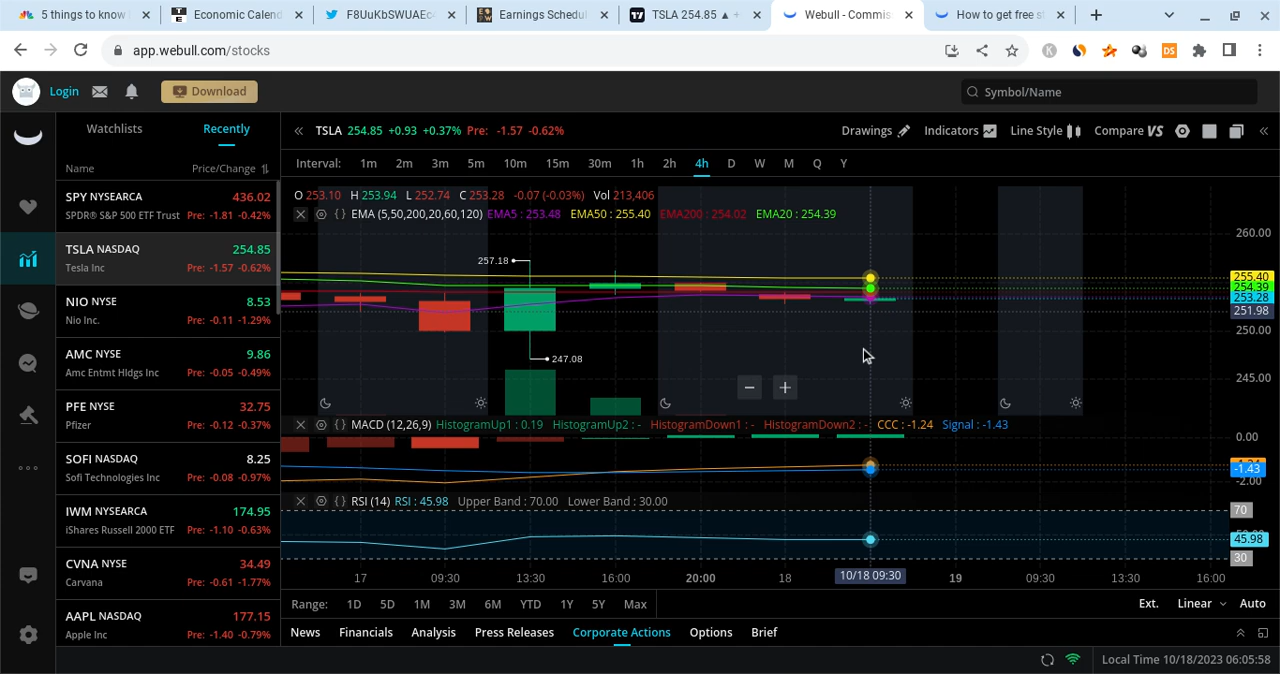 5 things to know
Economic Calend
F8UuKbSWUAEc
Earnings Schedu
TSLA 254.85 ▲ +
Webull - Commis
How to get free s
app.webull.com/stocks
Login
Download
Symbol/Name
Watchlists
Recently
Name
Price/Change
SPY NYSEARCA 436.02
SPDR® S&P 500 ETF Trust Pre: -1.81 -0.42%
TSLA NASDAQ 254.85
Tesla Inc Pre: -1.57 -0.62%
NIO NYSE 8.53
Nio Inc. Pre: -0.11 -1.29%
AMC NYSE 9.86
Amc Entmt Hldgs Inc Pre: -0.05 -0.49%
PFE NYSE 32.75
Pfizer Pre: -0.12 -0.37%
SOFI NASDAQ 8.25
Sofi Technologies Inc Pre: -0.08 -0.97%
IWM NYSEARCA 174.95
iShares Russell 2000 ETF Pre: -1.10 -0.63%
CVNA NYSE 34.49
Carvana Pre: -0.61 -1.77%
AAPL NASDAQ 177.15
Apple Inc Pre: -1.40 -0.79%
TSLA 254.85 +0.93 +0.37% Pre: -1.57 -0.62%
Drawings Indicators Line Style Compare VS
Interval: 1m 2m 3m 5m 10m 15m 30m 1h 2h 4h D W M Q Y
O 253.10 H 253.94 L 252.74 C 253.28 -0.07 (-0.03%) Vol 213,406
EMA (5,50,200,20,60,120) EMA5 : 253.48 EMA50 : 255.40 EMA200 : 254.02 EMA20 : 254.39
260.00
257.18
255.40
254.39
253.28
251.98
250.00
247.08
245.00
MACD (12,26,9) HistogramUp1 : 0.19 HistogramUp2 : - HistogramDown1 : - HistogramDown2 : - CCC : -1.24 Signal : -1.43
0.00
-1.43
-2.00
RSI (14) RSI : 45.98 Upper Band : 70.00 Lower Band : 30.00
70
45.98
30
17 09:30 13:30 16:00 20:00 18 10/18 09:30 19 09:30 13:30 16:00
Range: 1D 5D 1M 3M 6M YTD 1Y 5Y Max
Ext. Linear Auto
News Financials Analysis Press Releases Corporate Actions Options Brief
Local Time 10/18/2023 06:05:58